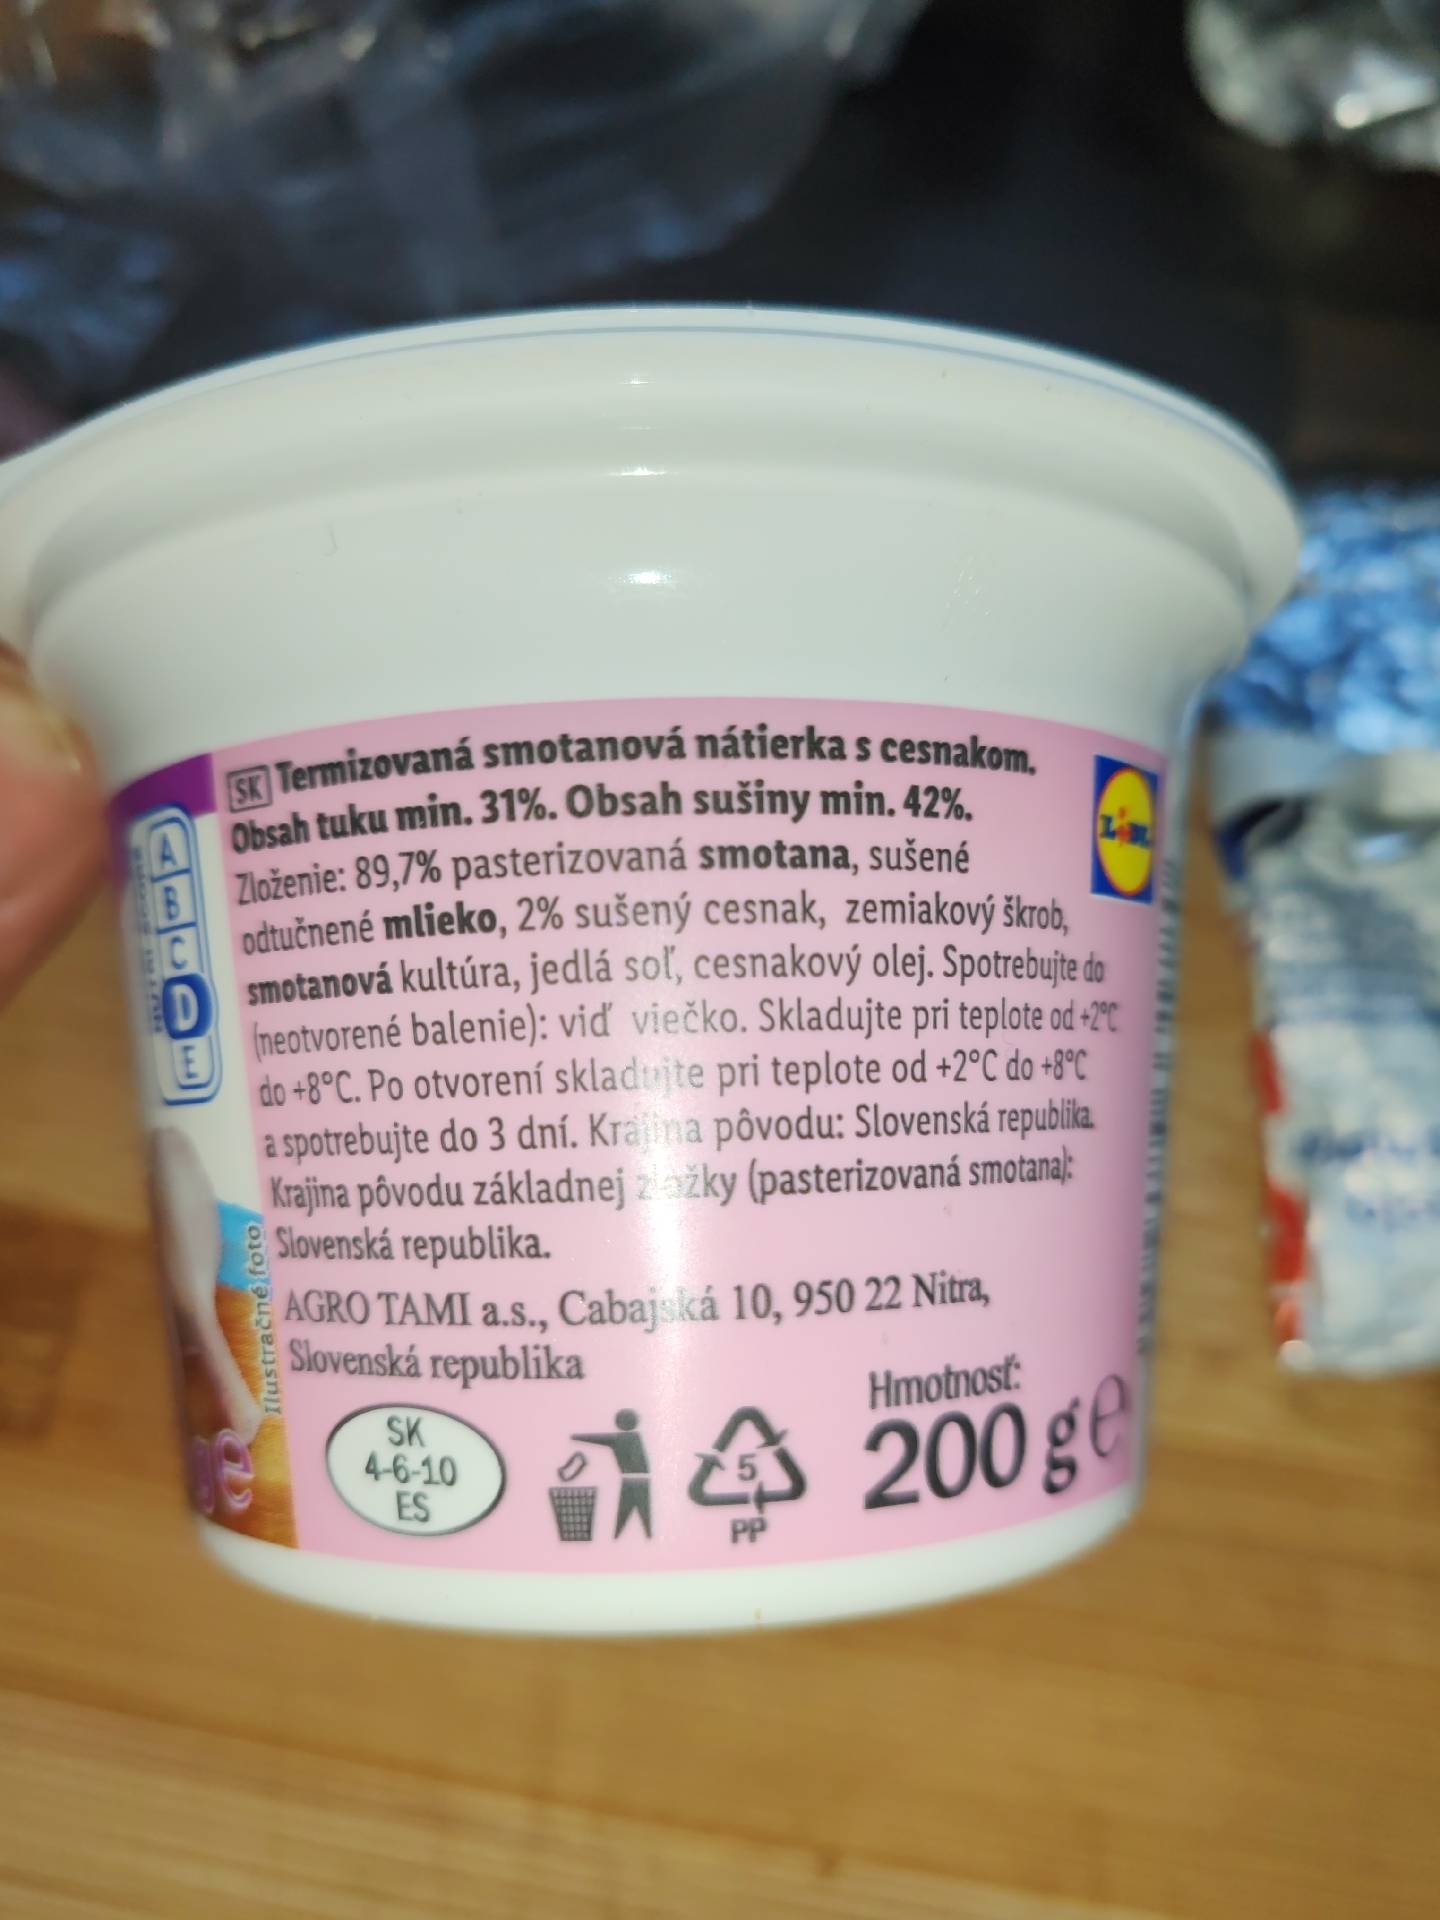 SK Termizovaná smotanová nátierka s cesnakom.
Obsah tuku min. 31%. Obsah sušiny min. 42%.
Zloženie: 89,7% pasterizovaná smotana, sušené
odtučnené mlieko, 2% sušený cesnak, zemiakový škrob,
smotanová kultúra, jedlá soľ, cesnakový olej. Spotrebujte do
(neotvorené balenie): viď viečko. Skladujte pri teplote od +2°C
do +8°C. Po otvorení skladujte pri teplote od +2°C do +8°C
a spotrebujte do 3 dní. Krajina pôvodu: Slovenská republika.
Krajina pôvodu základnej zložky (pasterizovaná smotana):
Slovenská republika.
AGRO TAMI a.s., Cabajská 10, 950 22 Nitra,
Slovenská republika
Hmotnosť:
200 g e
SK
4-6-10
ES
5
PP
LIDL
NUTRI-SCORE
A
B
C
D
E
Ilustračné foto